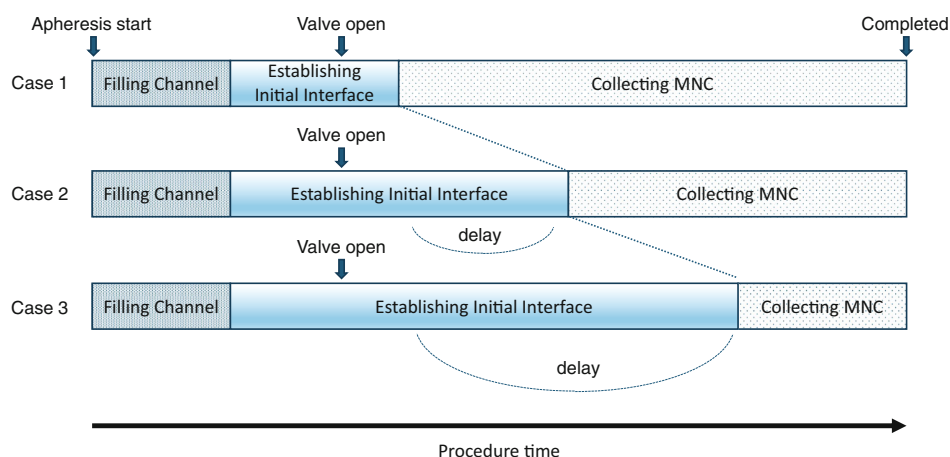 Apheresis start
Valve open
Completed
Case 1
Filling Channel
Establishing
Initial Interface
Collecting MNC
Valve open
Case 2
Filling Channel
Establishing Initial Interface
Collecting MNC
delay
Valve open
Case 3
Filling Channel
Establishing Initial Interface
Collecting MNC
delay
Procedure time